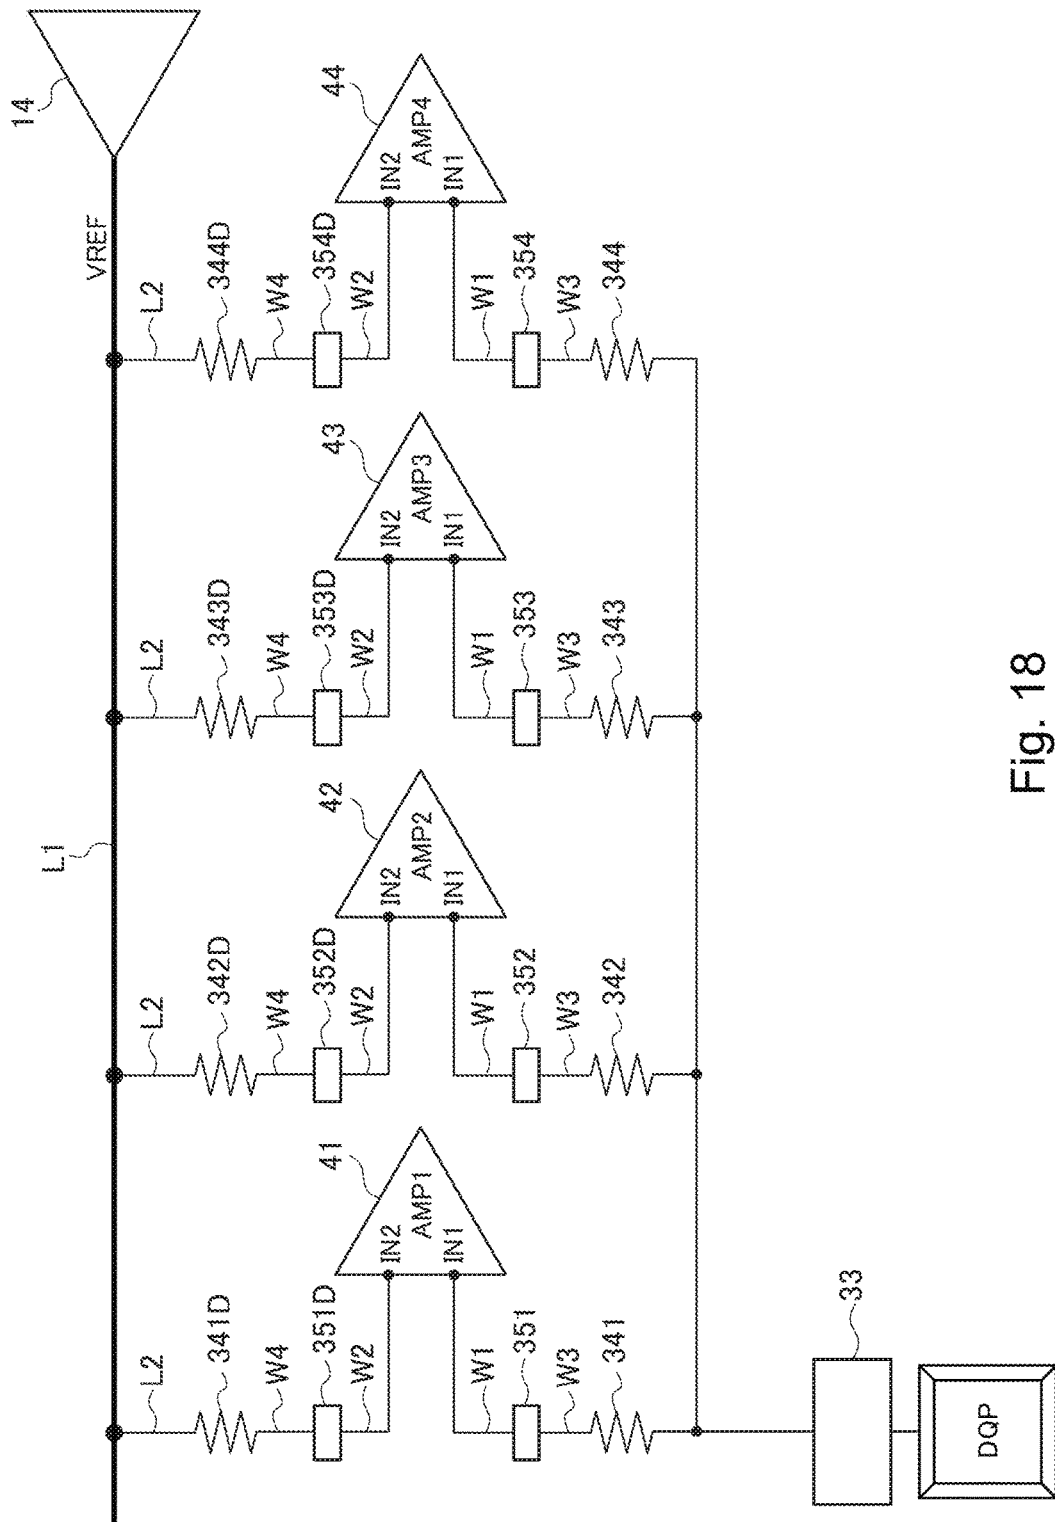 14
VREF
L1
L2
344D
W4
354D
W2
44
AMP4
IN2
IN1
W1
354
W3
344
L2
343D
W4
353D
W2
43
AMP3
IN2
IN1
W1
353
W3
343
L2
342D
W4
352D
W2
42
AMP2
IN2
IN1
W1
352
W3
342
L2
341D
W4
351D
W2
41
AMP1
IN2
IN1
W1
351
W3
341
33
DQP
Fig. 18